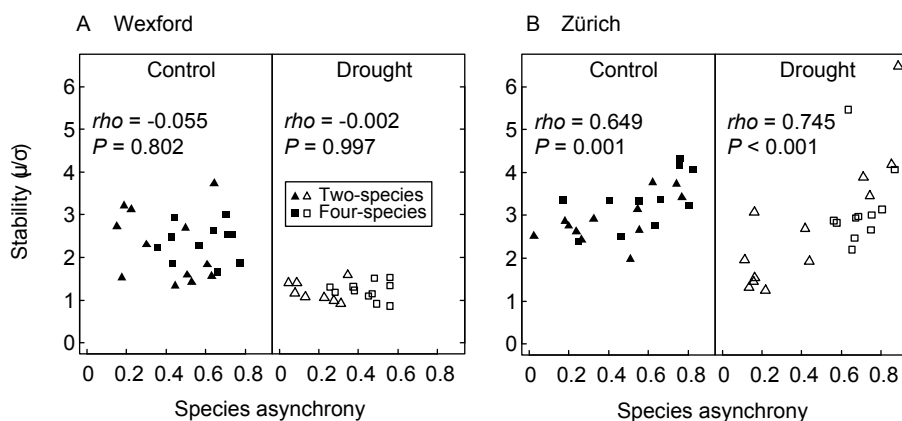 A Wexford
B Zürich
Control
Drought
Control
Drought
rho = -0.055
P = 0.802
rho = -0.002
P = 0.997
rho = 0.649
P = 0.001
rho = 0.745
P < 0.001
Two-species
Four-species
Stability (μ/σ)
6
5
4
3
2
1
0
6
5
4
3
2
1
0
0 0.2 0.4 0.6 0.8 0 0.2 0.4 0.6 0.8
0 0.2 0.4 0.6 0.8 0 0.2 0.4 0.6 0.8
Species asynchrony
Species asynchrony